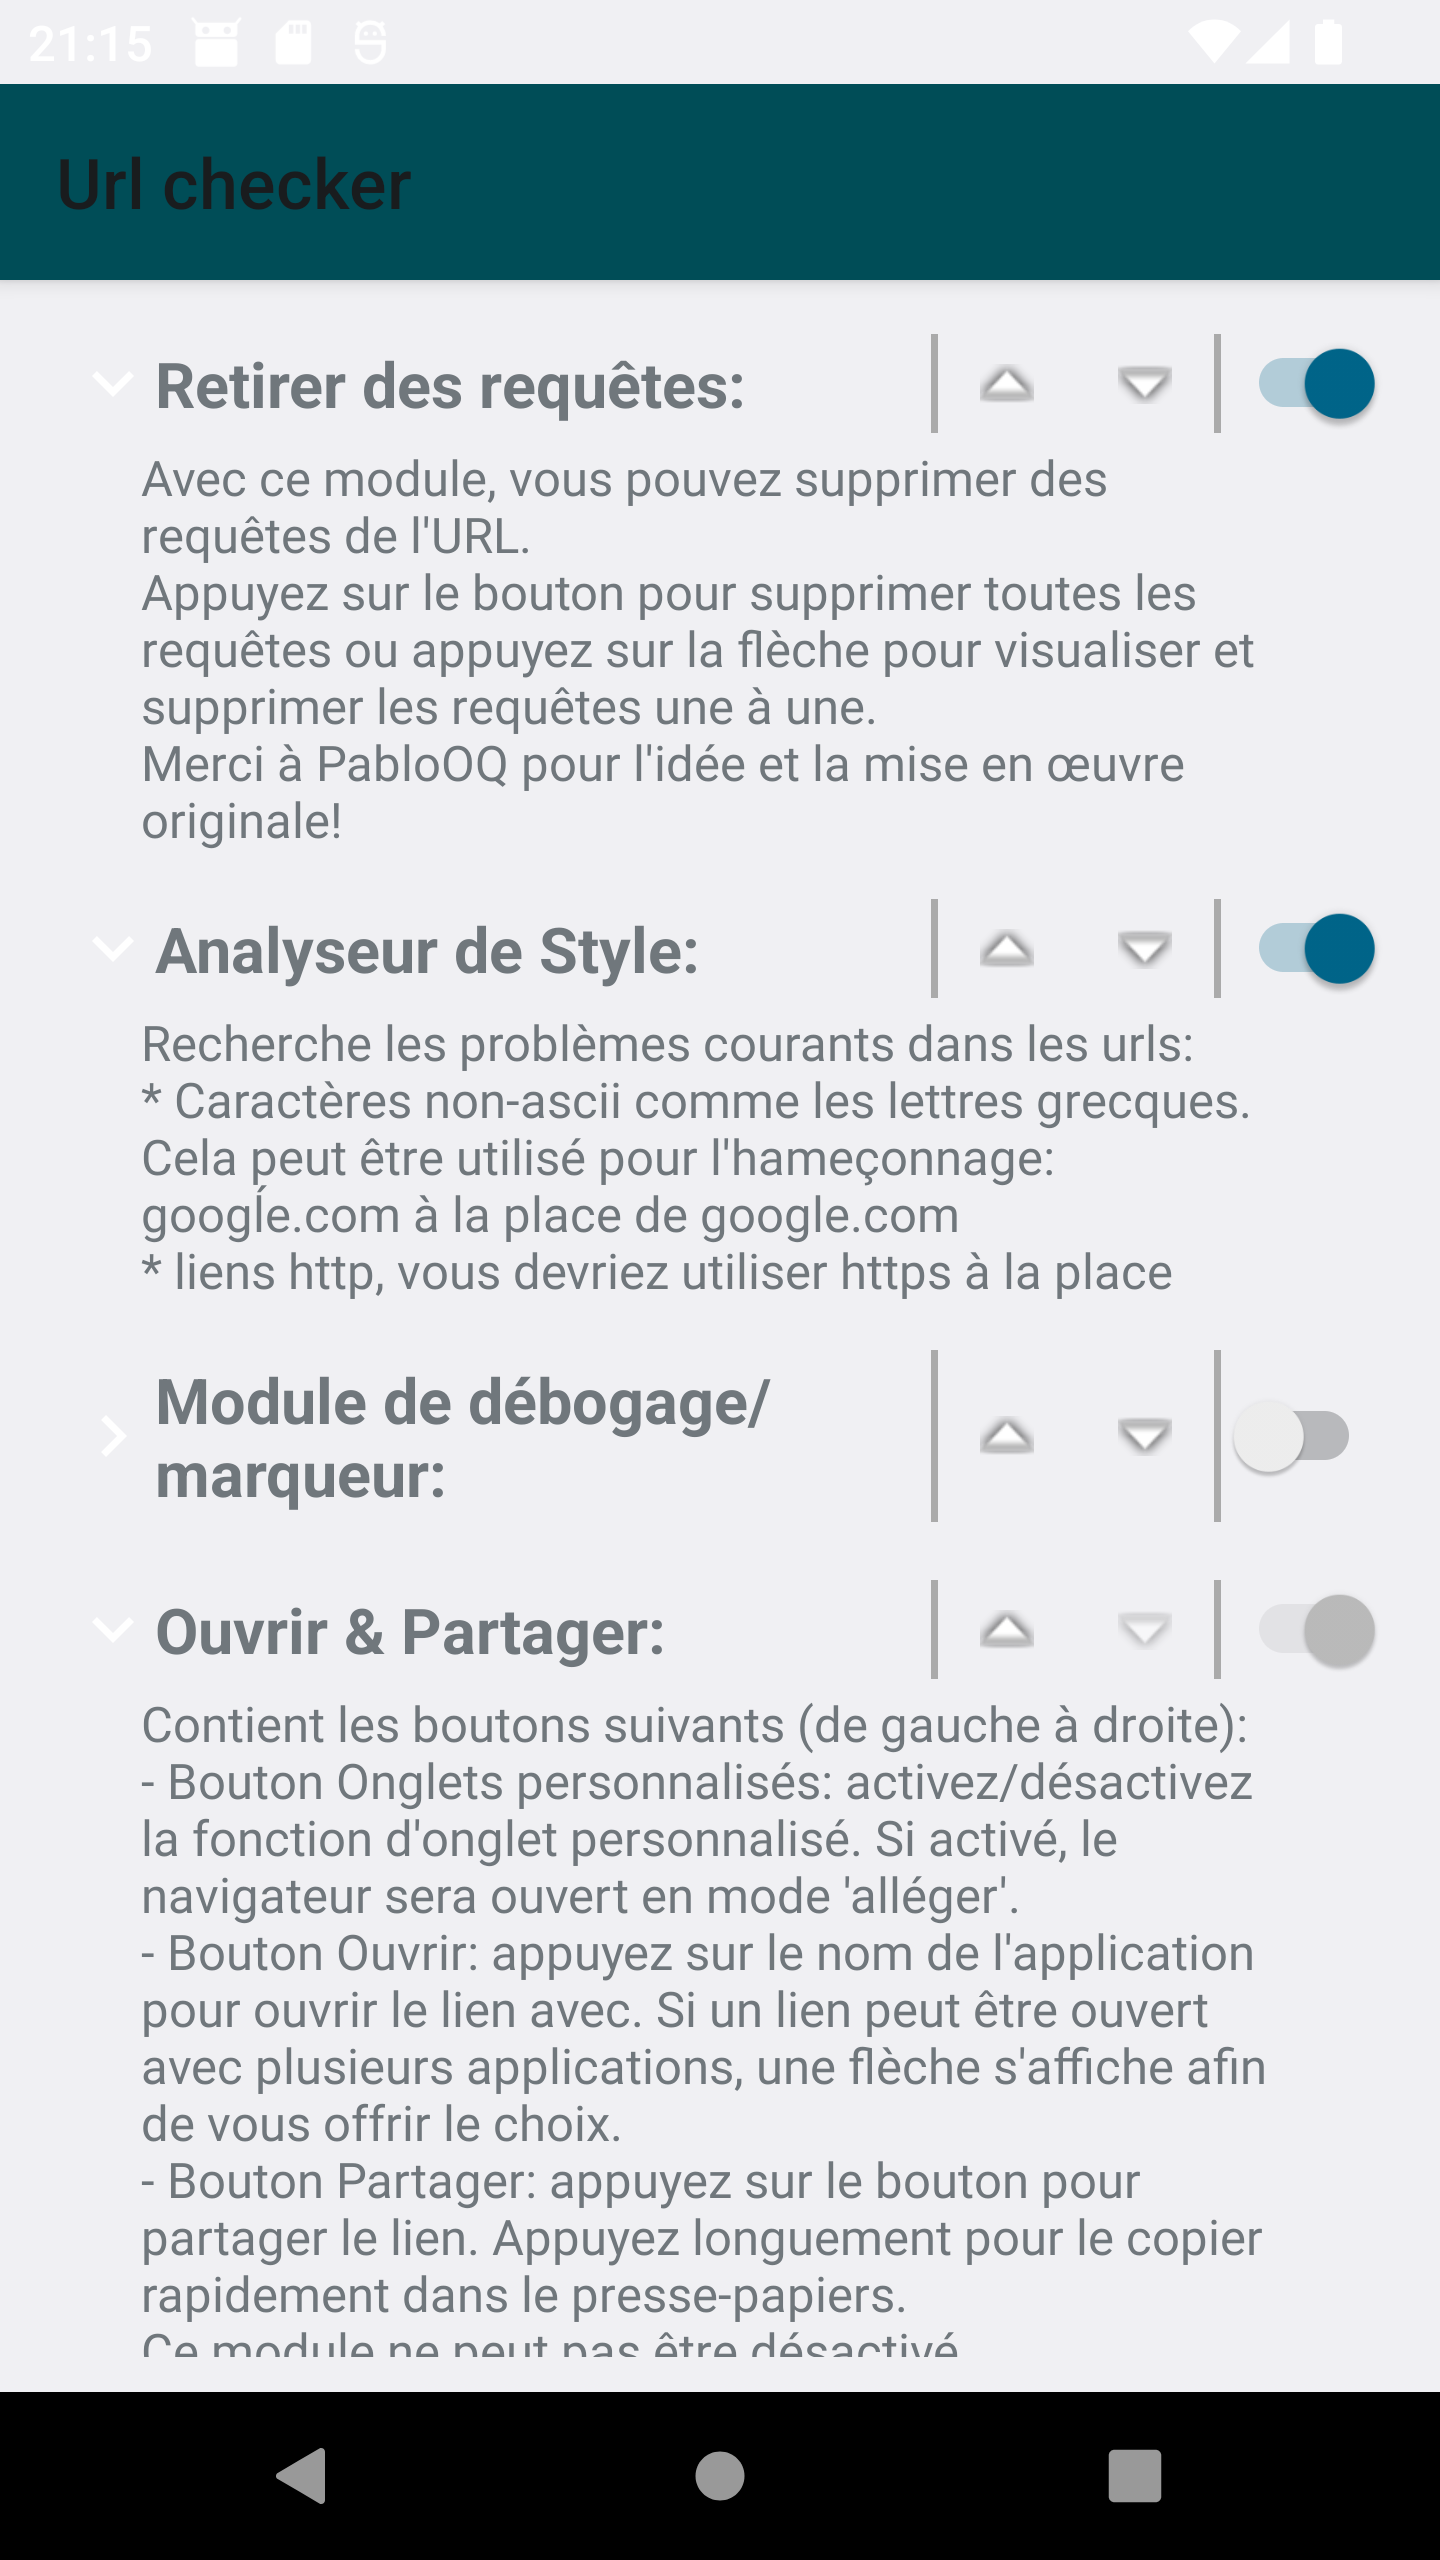 21:15
Url checker
Retirer des requêtes:
Avec ce module, vous pouvez supprimer des
requêtes de l'URL.
Appuyez sur le bouton pour supprimer toutes les
requêtes ou appuyez sur la flèche pour visualiser et
supprimer les requêtes une à une.
Merci à PabloOQ pour l'idée et la mise en œuvre
originale!
Analyseur de Style:
Recherche les problèmes courants dans les urls:
* Caractères non-ascii comme les lettres grecques.
Cela peut être utilisé pour l'hameçonnage:
googĺe.com à la place de google.com
* liens http, vous devriez utiliser https à la place
Module de débogage/
marqueur:
Ouvrir & Partager:
Contient les boutons suivants (de gauche à droite):
- Bouton Onglets personnalisés: activez/désactivez
la fonction d'onglet personnalisé. Si activé, le
navigateur sera ouvert en mode 'alléger'.
- Bouton Ouvrir: appuyez sur le nom de l'application
pour ouvrir le lien avec. Si un lien peut être ouvert
avec plusieurs applications, une flèche s'affiche afin
de vous offrir le choix.
- Bouton Partager: appuyez sur le bouton pour
partager le lien. Appuyez longuement pour le copier
rapidement dans le presse-papiers.
Ce module ne peut pas être désactivé